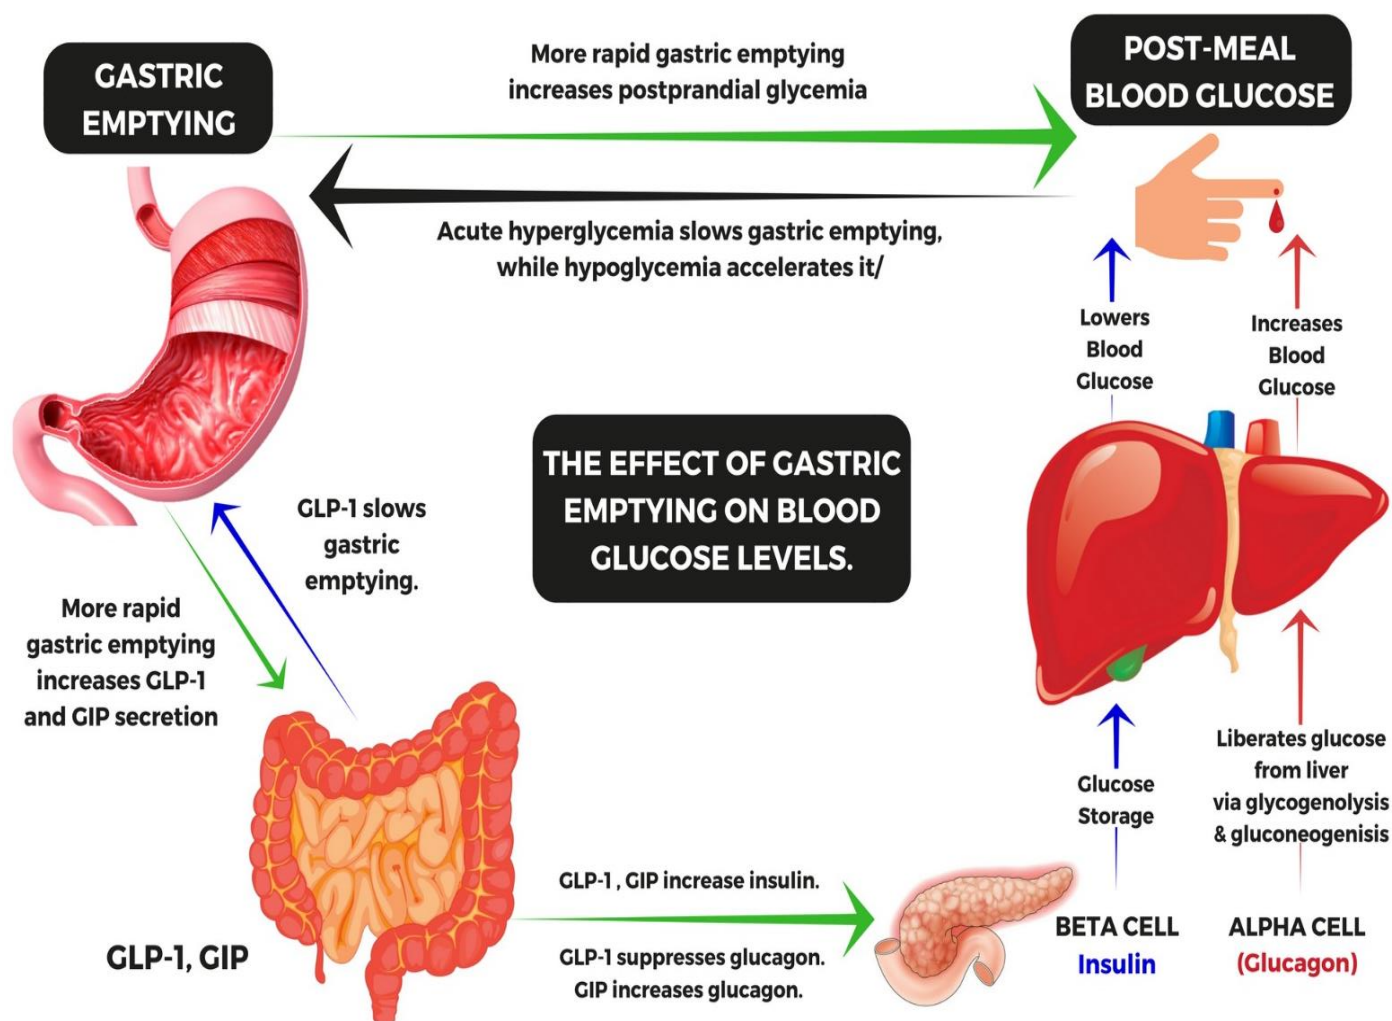 GASTRIC
EMPTYING
More rapid gastric emptying
increases postprandial glycemia
POST-MEAL
BLOOD GLUCOSE
Acute hyperglycemia slows gastric emptying,
while hypoglycemia accelerates it/
Lowers
Blood
Glucose
Increases
Blood
Glucose
THE EFFECT OF GASTRIC
EMPTYING ON BLOOD
GLUCOSE LEVELS.
GLP-1 slows
gastric
emptying.
More rapid
gastric emptying
increases GLP-1
and GIP secretion
Glucose
Storage
Liberates glucose
from liver
via glycogenolysis
& gluconeogenisis
GLP-1, GIP
GLP-1 , GIP increase insulin.
GLP-1 suppresses glucagon.
GIP increases glucagon.
BETA CELL
Insulin
ALPHA CELL
(Glucagon)